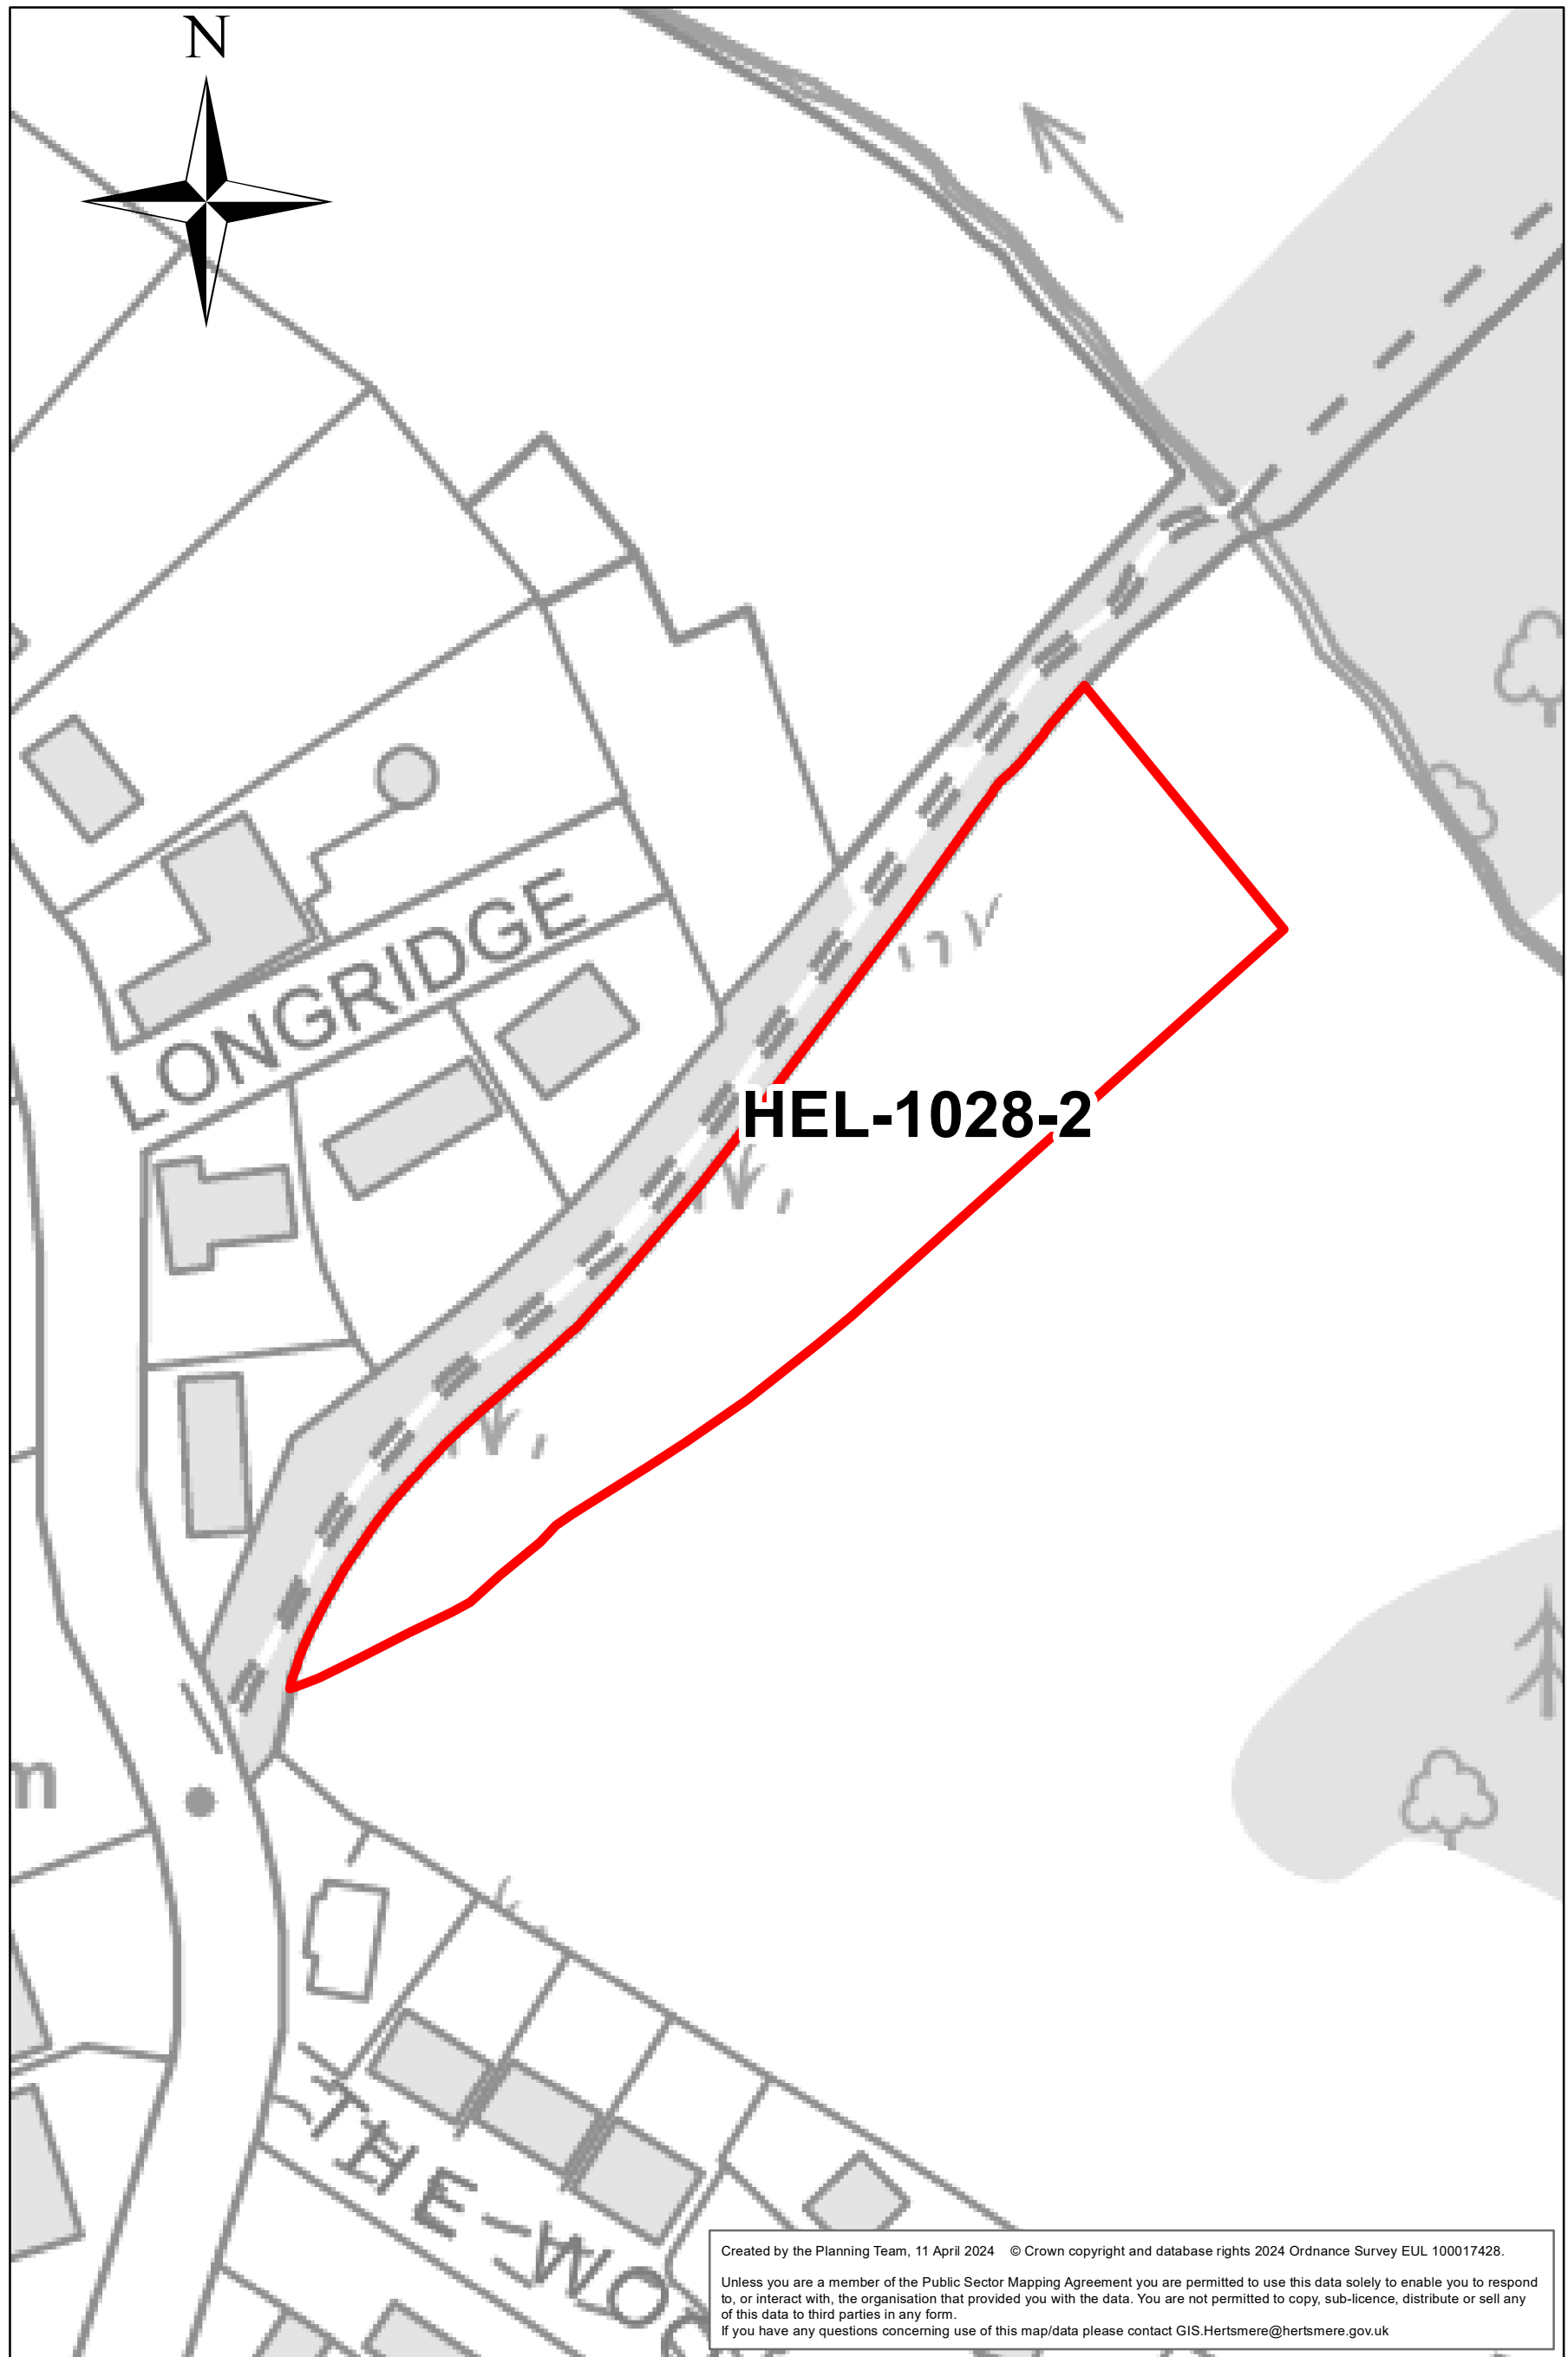 N
LONGRIDGE
HEL-1028-2
m
THE
Created by the Planning Team, 11 April 2024 © Crown copyright and database rights 2024 Ordnance Survey EUL 100017428.
Unless you are a member of the Public Sector Mapping Agreement you are permitted to use this data solely to enable you to respond
to, or interact with, the organisation that provided you with the data. You are not permitted to copy, sub-licence, distribute or sell any
of this data to third parties in any form.
If you have any questions concerning use of this map/data please contact GIS.Hertsmere@hertsmere.gov.uk